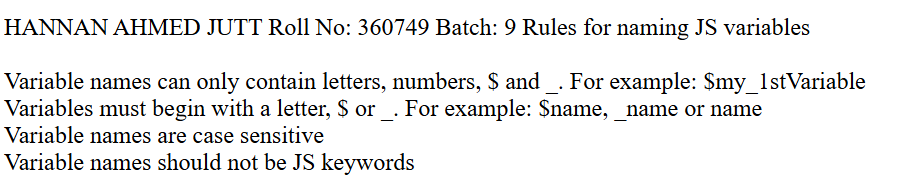 HANNAN AHMED JUTT Roll No: 360749 Batch: 9 Rules for naming JS variables
Variable names can only contain letters, numbers, $ and _. For example: $my_1stVariable
Variables must begin with a letter, $ or _. For example: $name, _name or name
Variable names are case sensitive
Variable names should not be JS keywords